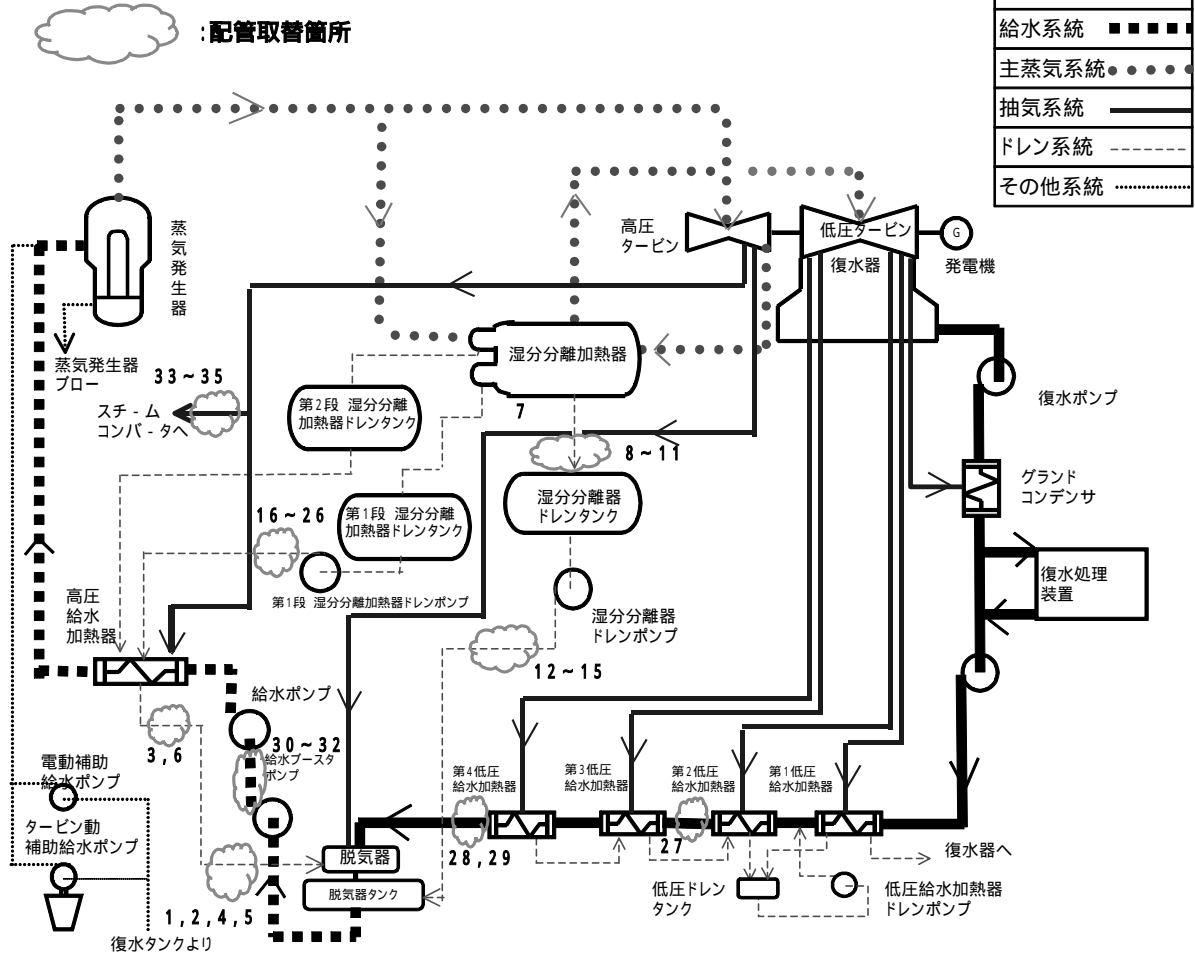 :配管取替箇所
給水系統
主蒸気系統
抽気系統
ドレン系統
その他系統
蒸気発生器
高圧
タービン
低圧タービン
G
復水器
発電機
湿分分離加熱器
蒸気発生器
ブロー
33~35
スチ-ム
コンバ-タへ
第2段 湿分分離
加熱器ドレンタンク
7
8~11
復水ポンプ
グランド
コンデンサ
湿分分離器
ドレンタンク
16~26
第1段 湿分分離
加熱器ドレンタンク
復水処理
装置
第1段 湿分分離加熱器ドレンポンプ
高圧
給水
加熱器
湿分分離器
ドレンポンプ
12~15
給水ポンプ
3,6
30~32
給水ブースタ
ポンプ
電動補助
給水ポンプ
タービン動
補助給水ポンプ
第4低圧
給水加熱器
第3低圧
給水加熱器
第2低圧
給水加熱器
第1低圧
給水加熱器
28,29
27
脱気器
脱気器タンク
復水器へ
低圧ドレン
タンク
低圧給水加熱器
ドレンポンプ
1,2,4,5
復水タンクより